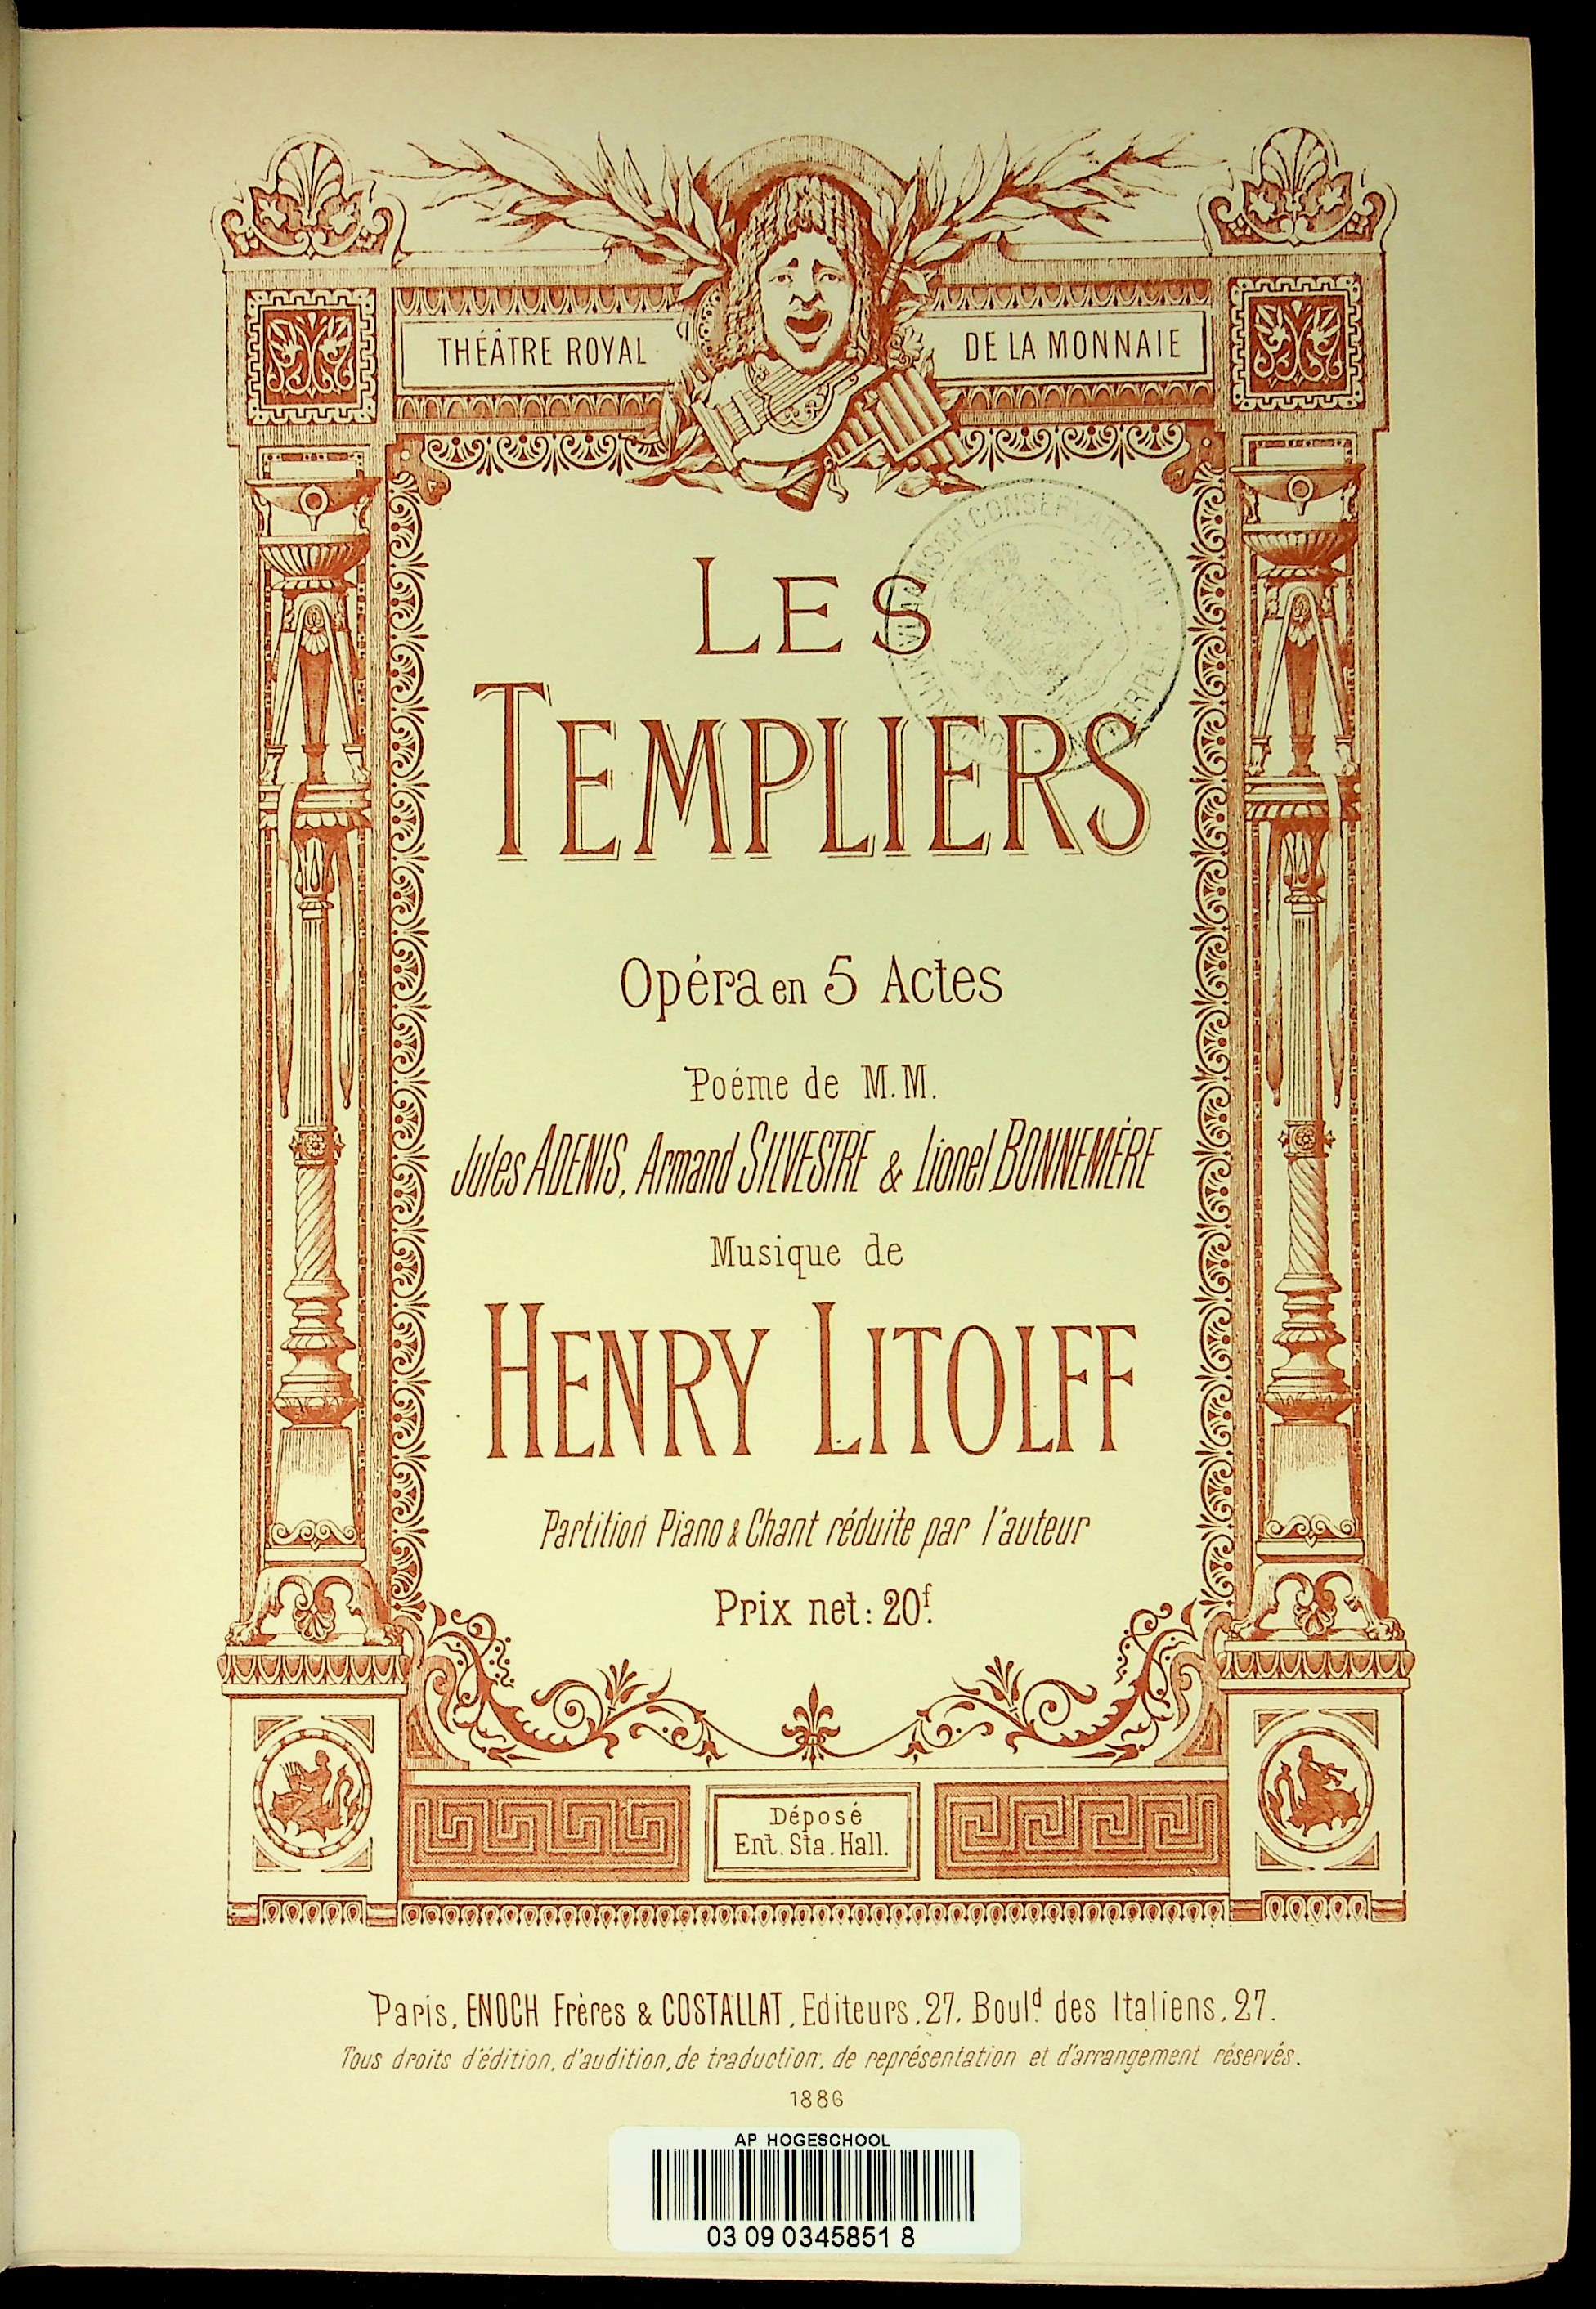 THÉÂTRE ROYAL DE LA MONNAIE
CONSERVATORIUM
LES
TEMPLIERS
Opéra en 5 Actes
Poéme de M.M.
Jules ADENIS, Armand SILVESTRE & Lionel BONNEMÉRE
Musique de
HENRY LITOLFF
Partition Piano & Chant réduite par l'auteur
Prix net: 20f.
Déposé
Ent. Sta. Hall.
Paris, ENOCH Frères & COSTALLAT, Editeurs, 27, Bould. des Italiens, 27.
Tous droits d'édition, d'audition, de traduction, de représentation et d'arrangement réservés.
1886
AP HOGESCHOOL
03 09 0345851 8